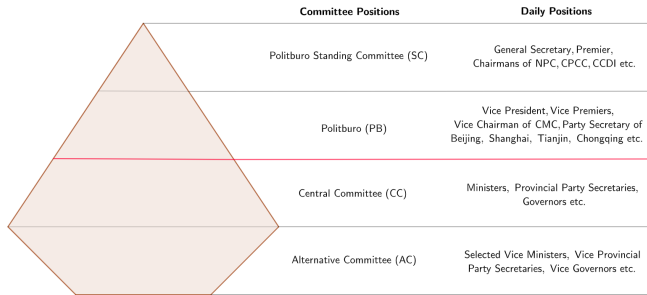 Committee Positions
Daily Positions
Politburo Standing Committee (SC)
General Secretary, Premier,
Chairmans of NPC, CPCC, CCDI etc.
Politburo (PB)
Vice President, Vice Premiers,
Vice Chairman of CMC, Party Secretary of
Beijing, Shanghai, Tianjin, Chongqing etc.
Central Committee (CC)
Ministers, Provincial Party Secretaries,
Governors etc.
Alternative Committee (AC)
Selected Vice Ministers, Vice Provincial
Party Secretaries, Vice Governors etc.